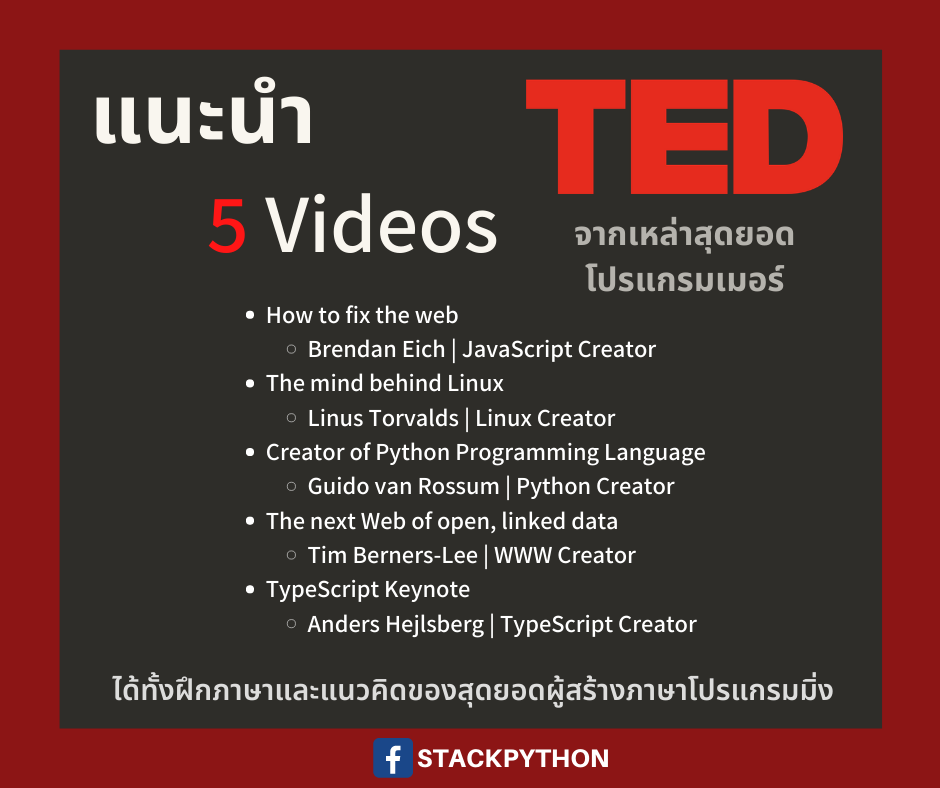 แนะนำ
5 Videos
TED
จากเหล่าสุดยอด
โปรแกรมเมอร์
How to fix the web
Brendan Eich | JavaScript Creator
The mind behind Linux
Linus Torvalds | Linux Creator
Creator of Python Programming Language
Guido van Rossum | Python Creator
The next Web of open, linked data
Tim Berners-Lee | WWW Creator
TypeScript Keynote
Anders Hejlsberg | TypeScript Creator
ได้ทั้งฝึกภาษาและแนวคิดของสุดยอดผู้สร้างภาษาโปรแกรมมิ่ง
STACKPYTHON